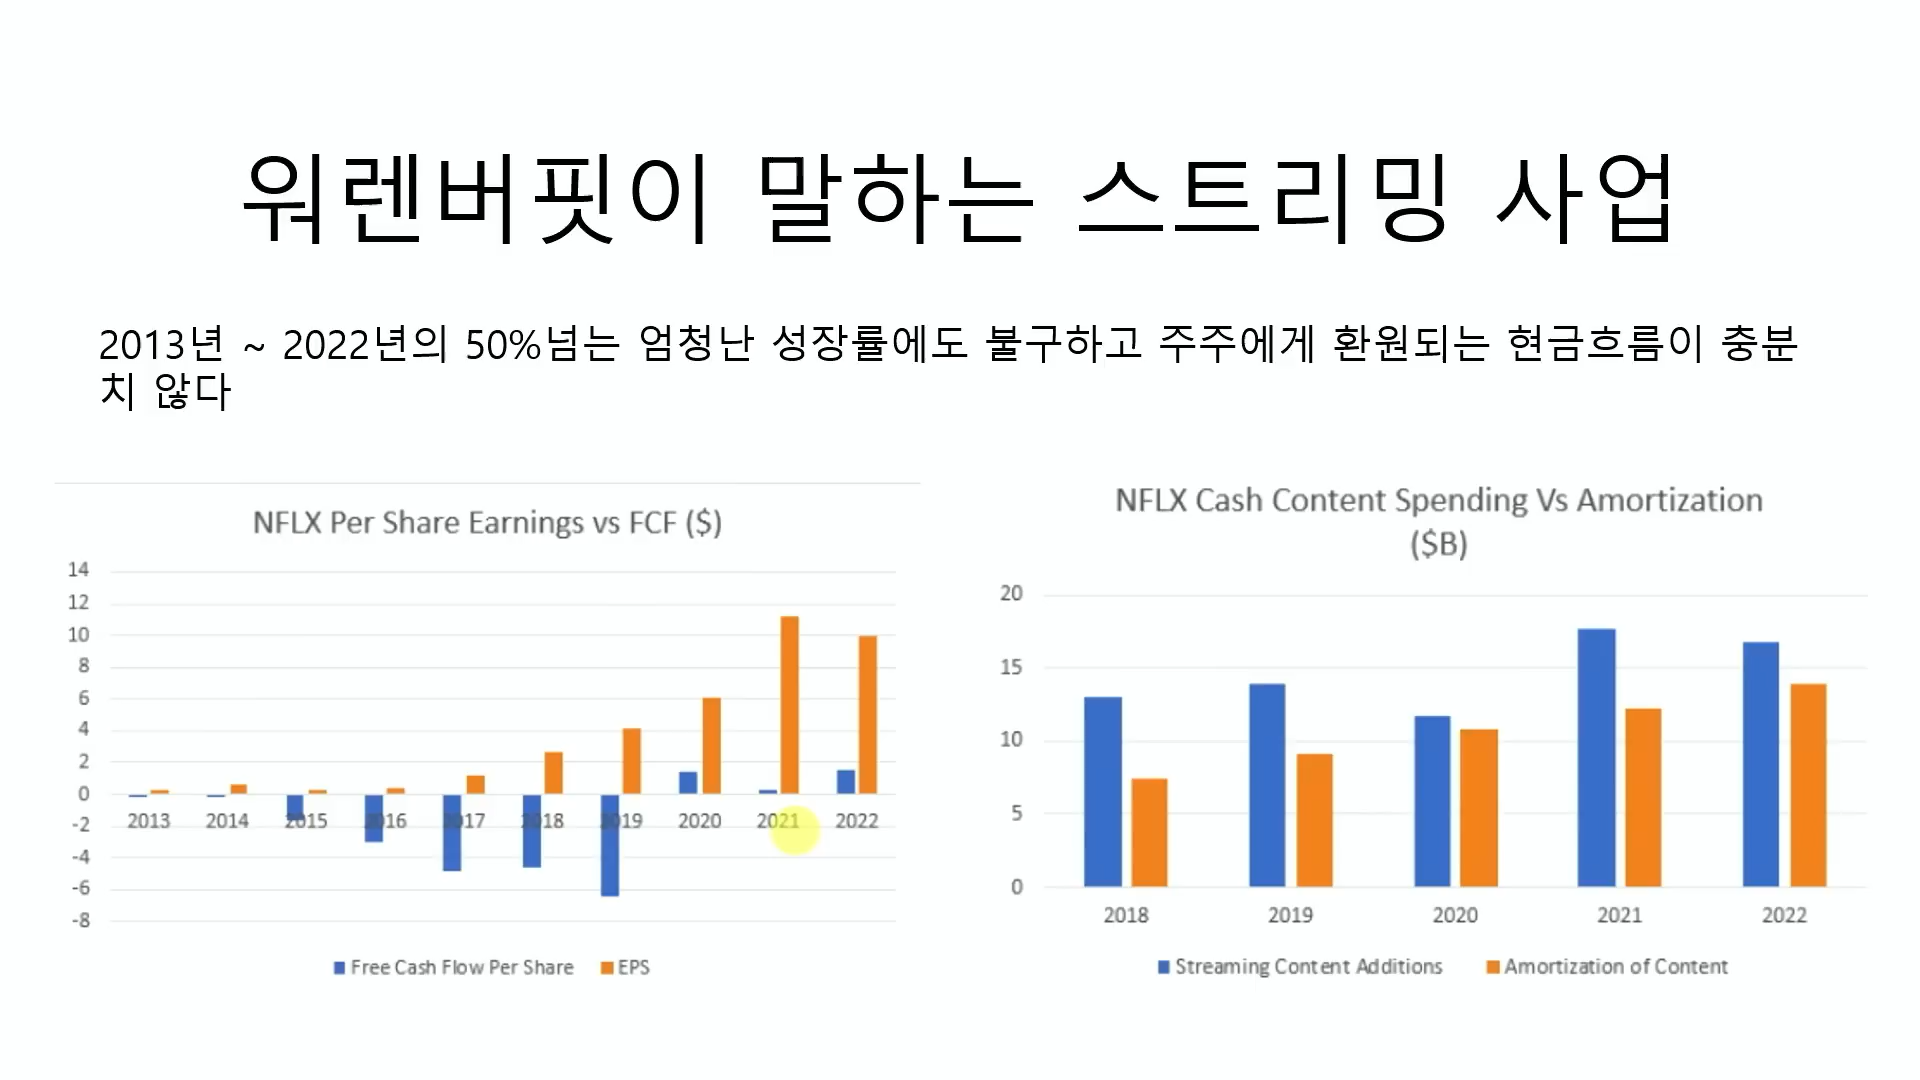 워렌버핏이 말하는 스트리밍 사업
2013년 ~ 2022년의 50%넘는 엄청난 성장률에도 불구하고 주주에게 환원되는 현금흐름이 충분
치 않다
NFLX Per Share Earnings vs FCF ($)
14
12
10
8
6
4
2
0
-2
-4
-6
-8
2013 2014 2015 2016 2017 2018 2019 2020 2021 2022
Free Cash Flow Per Share EPS
NFLX Cash Content Spending Vs Amortization
($B)
20
15
10
5
0
2018 2019 2020 2021 2022
Streaming Content Additions Amortization of Content